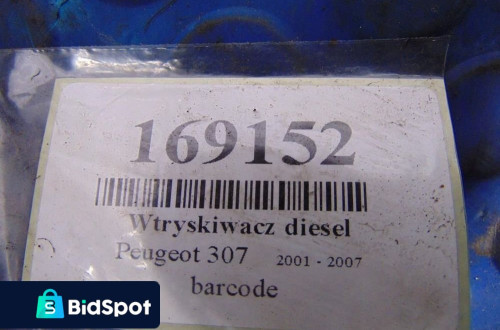 169152
Wtryskiwacz diesel
Peugeot 307 2001 - 2007
barcode
S BidSpot